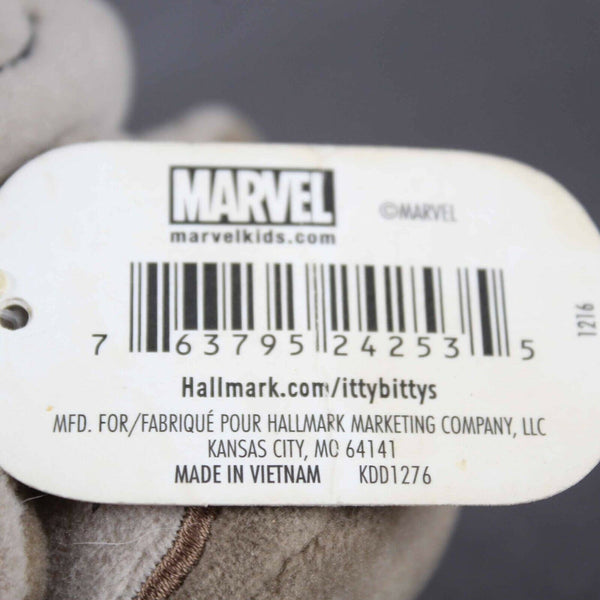 MARVEL
marvelkids.com
©MARVEL
7 63795 24253 5
1216
Hallmark.com/ittybittys
MFD. FOR/FABRIQUÉ POUR HALLMARK MARKETING COMPANY, LLC
KANSAS CITY, MO 64141
MADE IN VIETNAM KDD1276